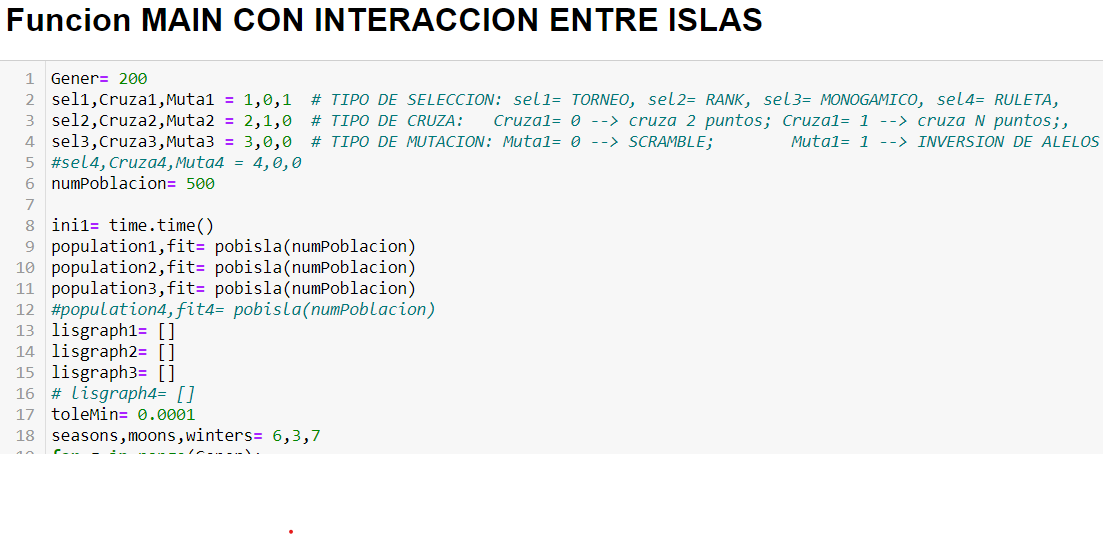 Funcion MAIN CON INTERACCION ENTRE ISLAS
1 Gener= 200
2 sel1,Cruza1,Muta1 = 1,0,1 # TIPO DE SELECCION: sel1= TORNEO, sel2= RANK, sel3= MONOGAMICO, sel4= RULETA,
3 sel2,Cruza2,Muta2 = 2,1,0 # TIPO DE CRUZA: Cruza1= 0 --> cruza 2 puntos; Cruza1= 1 --> cruza N puntos;,
4 sel3,Cruza3,Muta3 = 3,0,0 # TIPO DE MUTACION: Muta1= 0 --> SCRAMBLE; Muta1= 1 --> INVERSION DE ALELOS
5 #sel4,Cruza4,Muta4 = 4,0,0
6 numPoblacion= 500
7
8 ini1= time.time()
9 population1,fit= pobisla(numPoblacion)
10 population2,fit= pobisla(numPoblacion)
11 population3,fit= pobisla(numPoblacion)
12 #population4,fit4= pobisla(numPoblacion)
13 lisgraph1= []
14 lisgraph2= []
15 lisgraph3= []
16 # lisgraph4= []
17 toleMin= 0.0001
18 seasons,moons,winters= 6,3,7